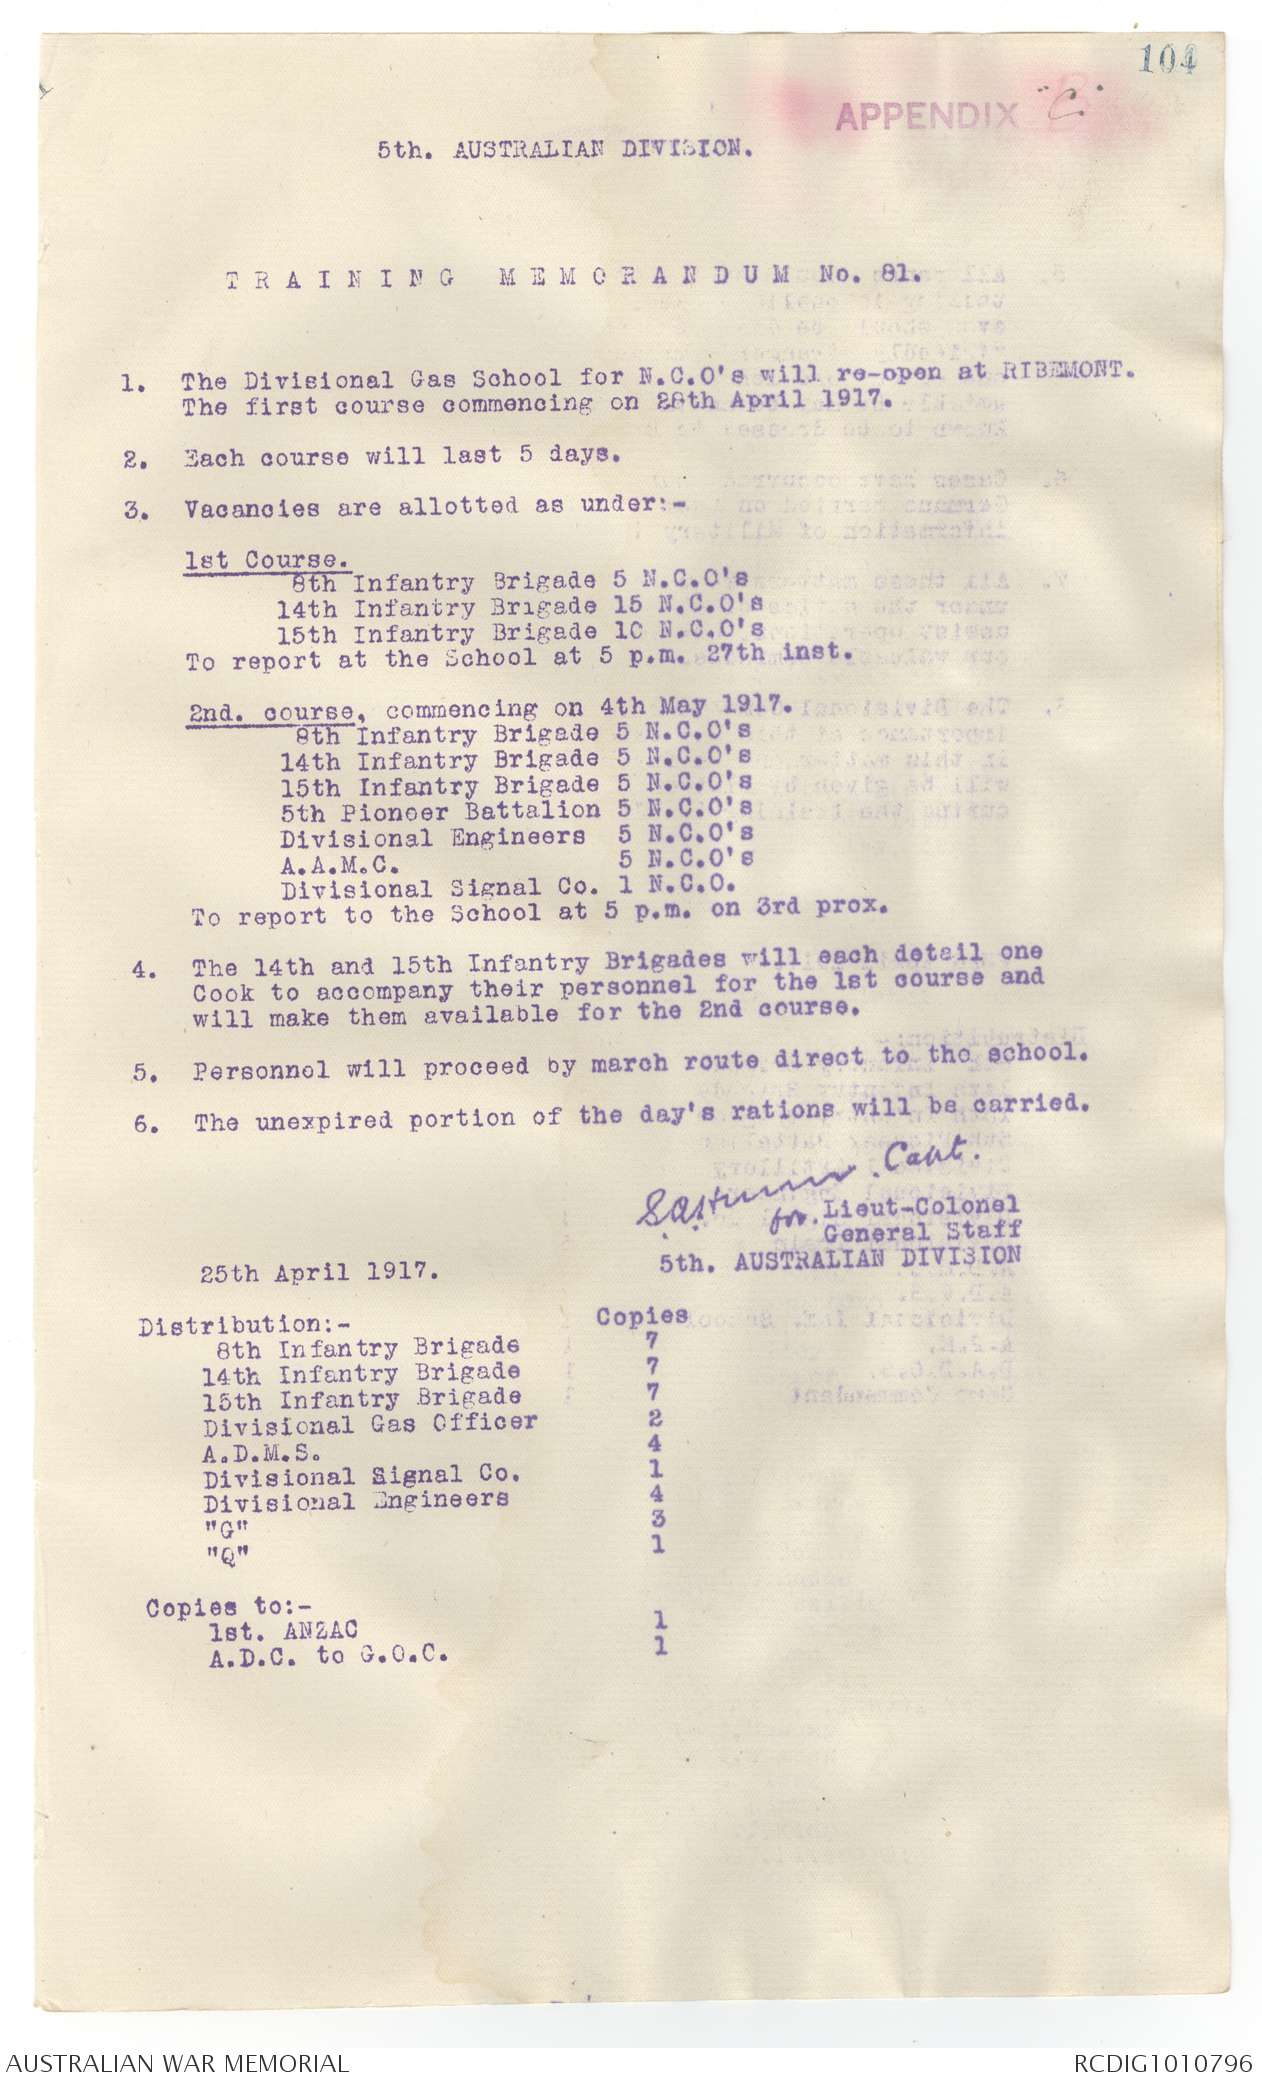 104
APPENDIX "C."
5th. AUSTRALIAN DIVISION.
TRAINING MEMORANDUM No. 81.
1. The Divisional Gas School for N.C.O's will re-open at RIBEMONT.
The first course commencing on 28th April 1917.
2. Each course will last 5 days.
3. Vacancies are allotted as under:-
1st Course.
8th Infantry Brigade 5 N.C.O's
14th Infantry Brigade 15 N.C.O's
15th Infantry Brigade 10 N.C.O's
To report at the School at 5 p.m. 27th inst.
2nd. course, commencing on 4th May 1917.
8th Infantry Brigade 5 N.C.O's
14th Infantry Brigade 5 N.C.O's
15th Infantry Brigade 5 N.C.O's
5th Pioneer Battalion 5 N.C.O's
Divisional Engineers 5 N.C.O's
A.A.M.C. 5 N.C.O's
Divisional Signal Co. 1 N.C.O.
To report to the School at 5 p.m. on 3rd prox.
4. The 14th and 15th Infantry Brigades will each detail one
Cook to accompany their personnel for the 1st course and
will make them available for the 2nd course.
5. Personnel will proceed by march route direct to the school.
6. The unexpired portion of the day's rations will be carried.
Capt.
for. Lieut-Colonel
General Staff
5th. AUSTRALIAN DIVISION
25th April 1917.
Distribution:- Copies
8th Infantry Brigade 7
14th Infantry Brigade 7
15th Infantry Brigade 7
Divisional Gas Officer 2
A.D.M.S. 4
Divisional Signal Co. 1
Divisional Engineers 4
"G" 3
"Q" 1
Copies to:-
1st. ANZAC 1
A.D.C. to G.O.C. 1
AUSTRALIAN WAR MEMORIAL
RCDIG1010796